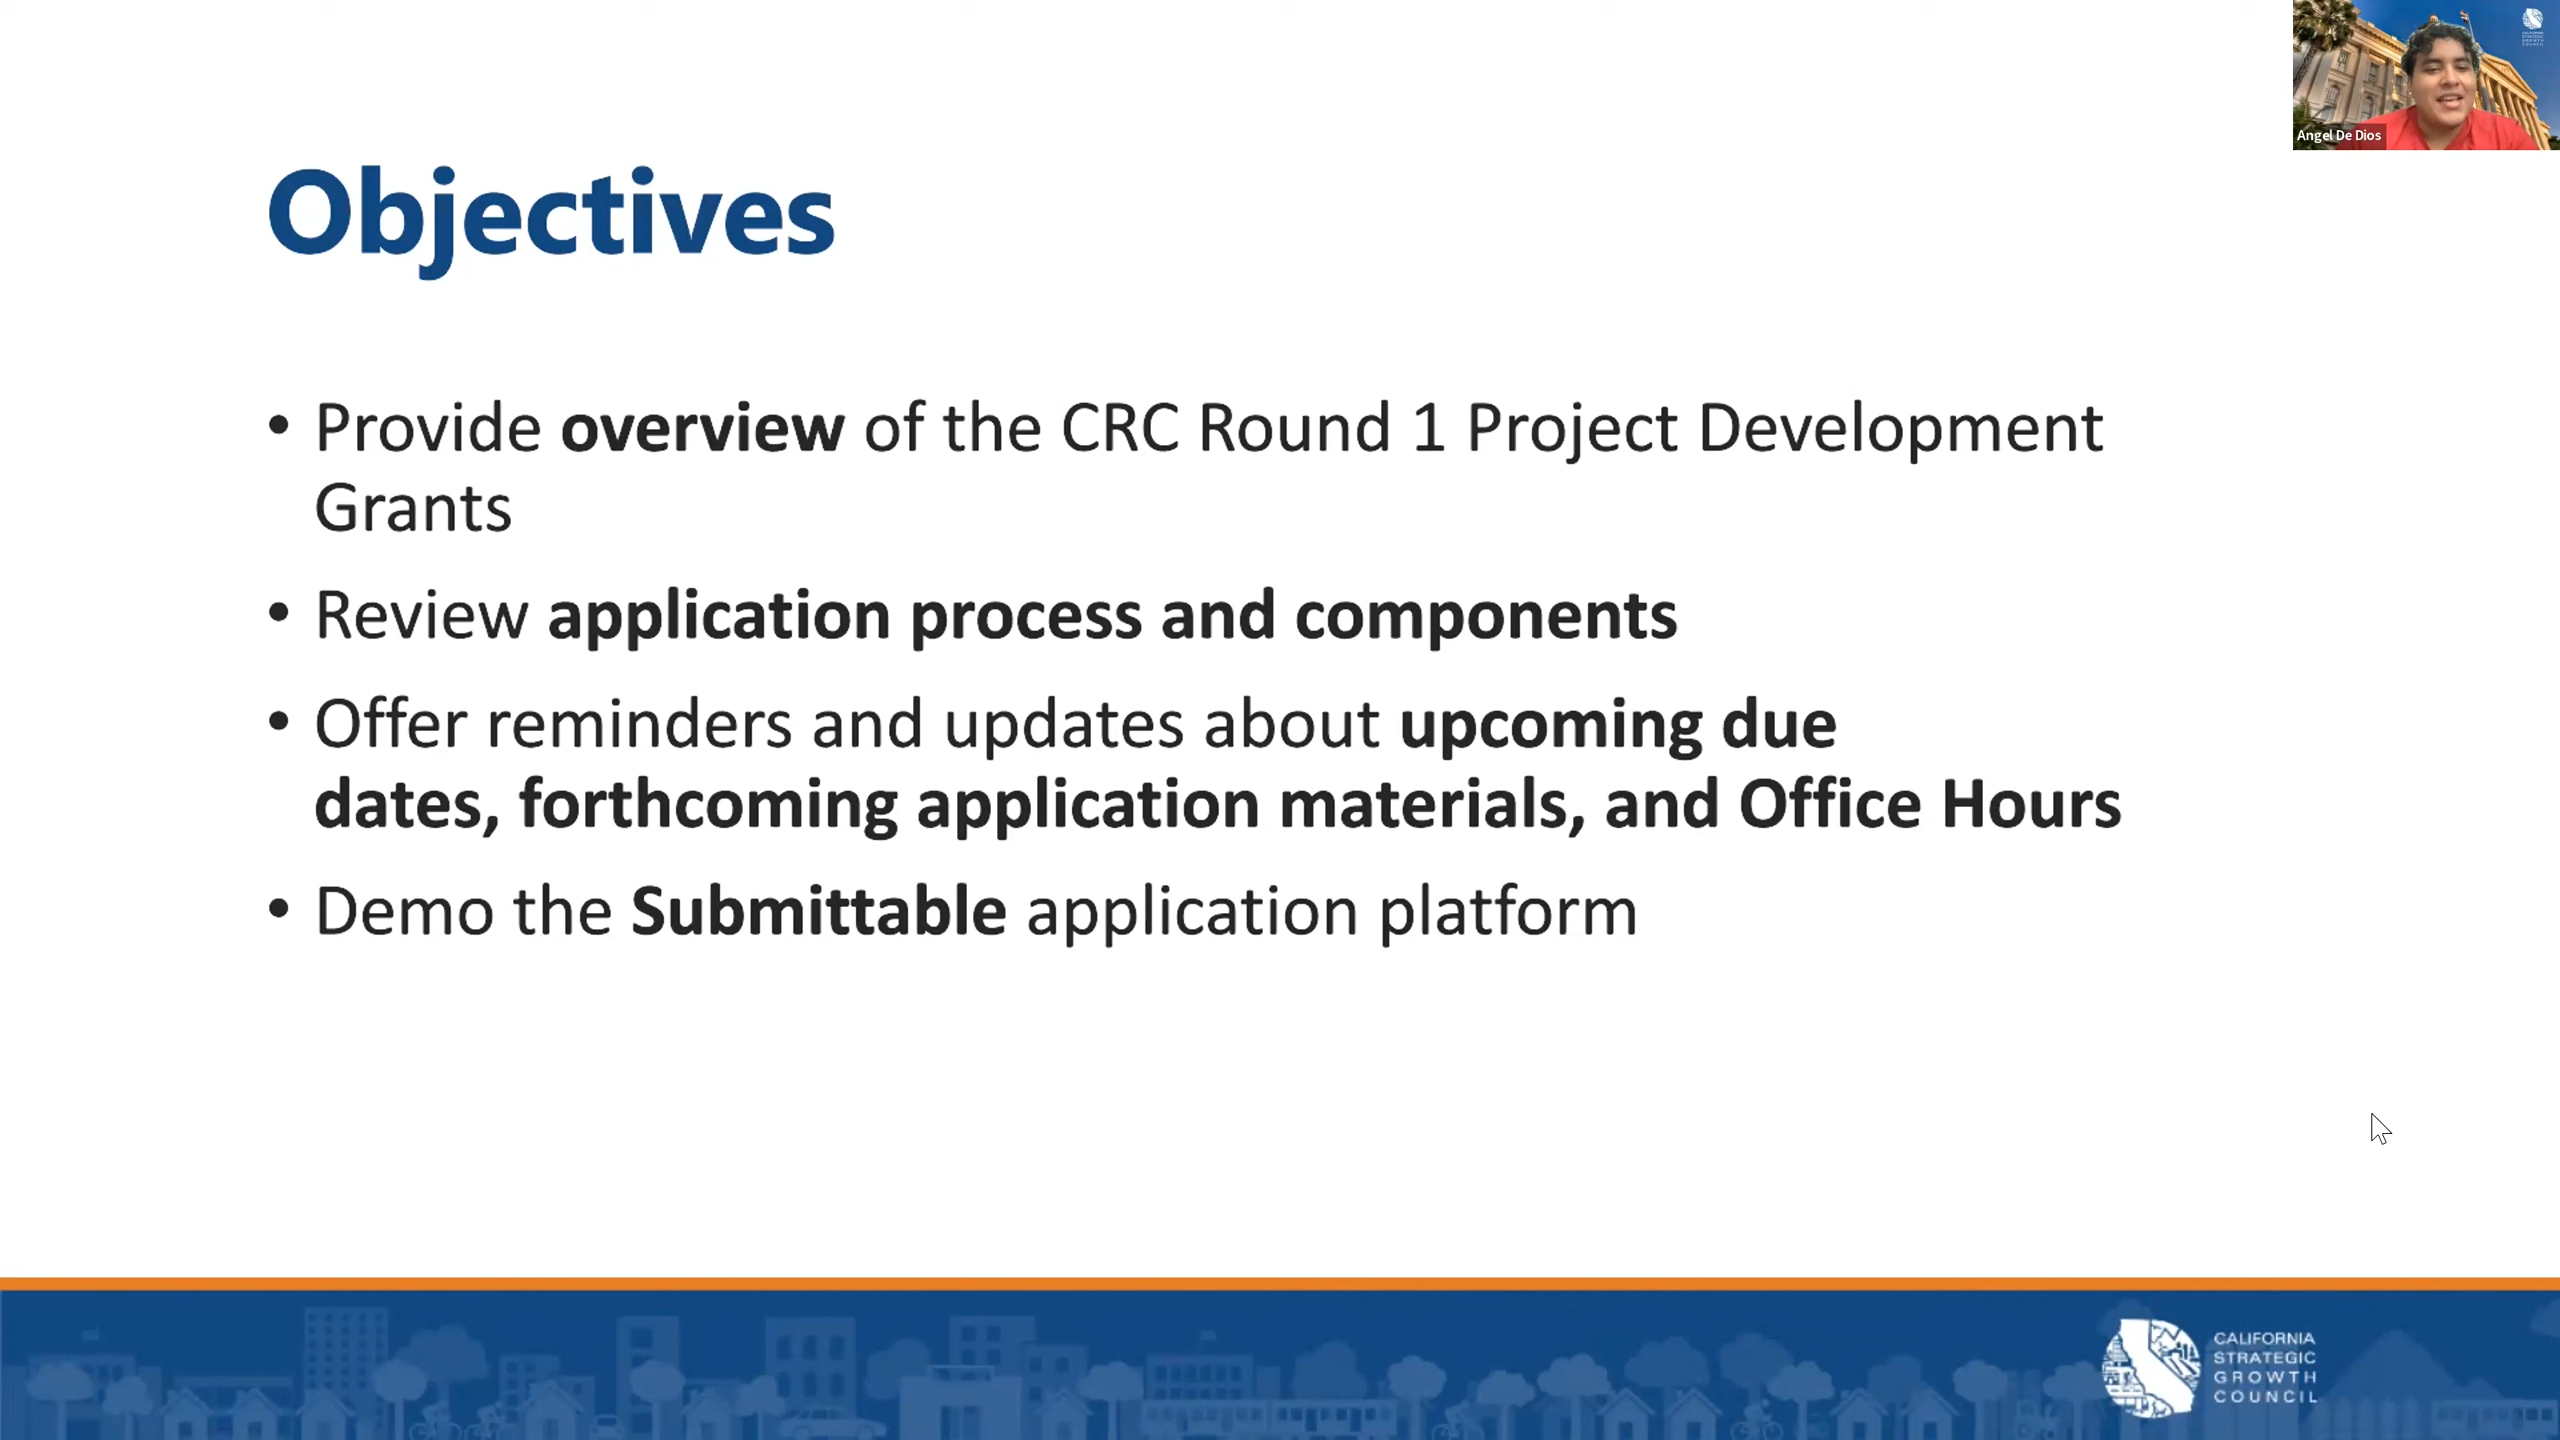 Angel De Dios
Objectives
• Provide overview of the CRC Round 1 Project Development
Grants
• Review application process and components
• Offer reminders and updates about upcoming due
dates, forthcoming application materials, and Office Hours
• Demo the Submittable application platform
CALIFORNIA
STRATEGIC
GROWTH
COUNCIL